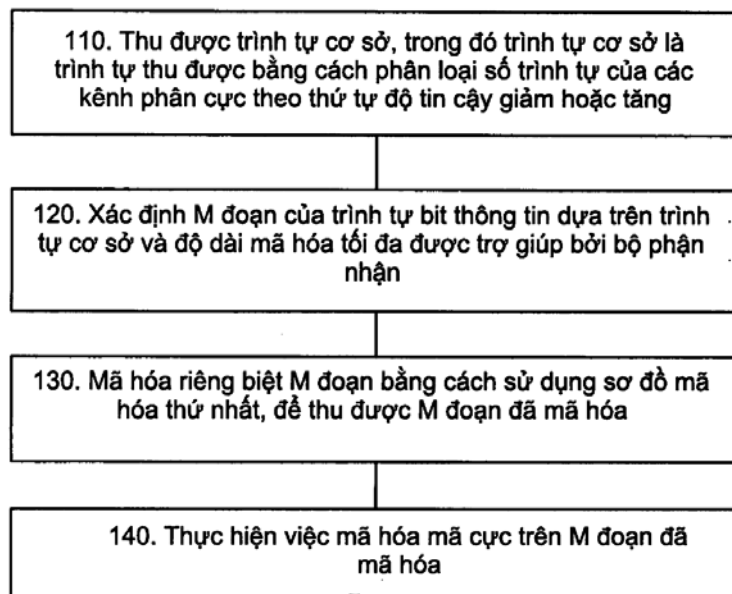 110. Thu được trình tự cơ sở, trong đó trình tự cơ sở là
trình tự thu được bằng cách phân loại số trình tự của các
kênh phân cực theo thứ tự độ tin cậy giảm hoặc tăng
120. Xác định M đoạn của trình tự bit thông tin dựa trên trình
tự cơ sở và độ dài mã hóa tối đa được trợ giúp bởi bộ phận
nhận
130. Mã hóa riêng biệt M đoạn bằng cách sử dụng sơ đồ mã
hóa thứ nhất, để thu được M đoạn đã mã hóa
140. Thực hiện việc mã hóa mã cực trên M đoạn đã
mã hóa